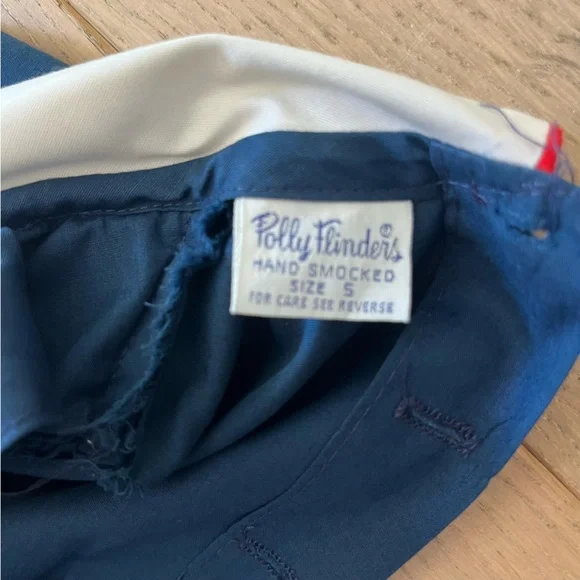 Polly Flinders®
HAND SMOCKED
SIZE 5
FOR CARE SEE REVERSE